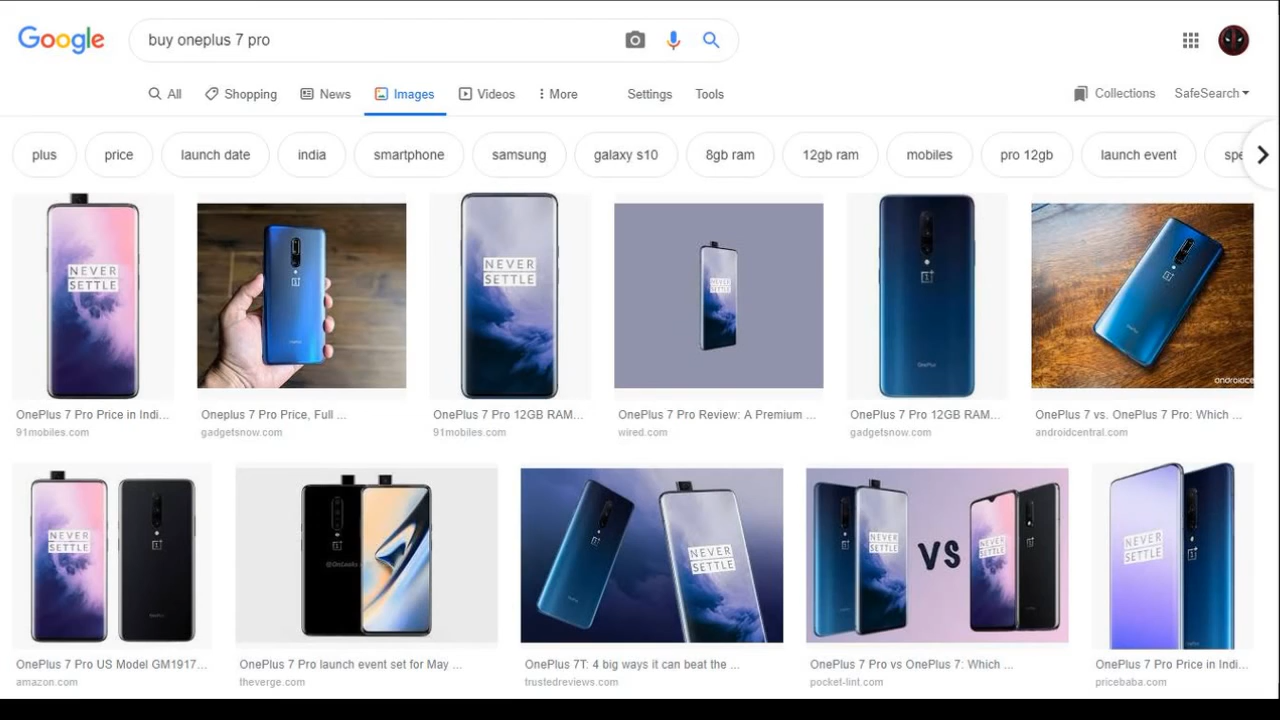 Google
buy oneplus 7 pro
All
Shopping
News
Images
Videos
More
Settings
Tools
Collections
SafeSearch
plus
price
launch date
india
smartphone
samsung
galaxy s10
8gb ram
12gb ram
mobiles
pro 12gb
launch event
spe
NEVER
SETTLE
NEVER
SETTLE
androidce
OnePlus 7 Pro Price in Indi...
Oneplus 7 Pro Price, Full ...
OnePlus 7 Pro 12GB RAM...
OnePlus 7 Pro Review: A Premium ...
OnePlus 7 Pro 12GB RAM...
OnePlus 7 vs. OnePlus 7 Pro: Which ...
91mobiles.com
gadgetsnow.com
91mobiles.com
wired.com
gadgetsnow.com
androidcentral.com
NEVER
SETTLE
NEVER
SETTLE
NEVER
SETTLE
VS
NEVER
SETTLE
NEVER
SETTLE
OnePlus 7 Pro US Model GM1917...
OnePlus 7 Pro launch event set for May ...
OnePlus 7T: 4 big ways it can beat the ...
OnePlus 7 Pro vs OnePlus 7: Which ...
OnePlus 7 Pro Price in Indi...
amazon.com
theverge.com
trustedreviews.com
pocket-lint.com
pricebaba.com